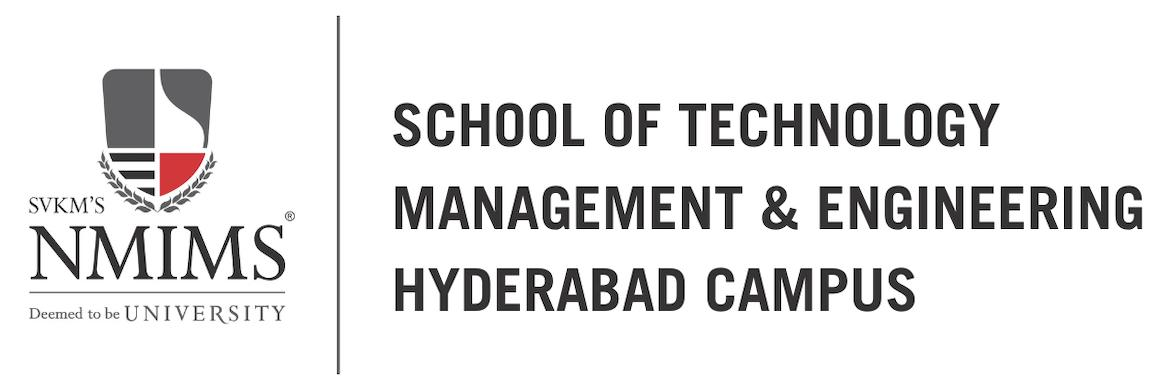 SVKM'S
NMIMS®
Deemed to be UNIVERSITY
SCHOOL OF TECHNOLOGY
MANAGEMENT & ENGINEERING
HYDERABAD CAMPUS